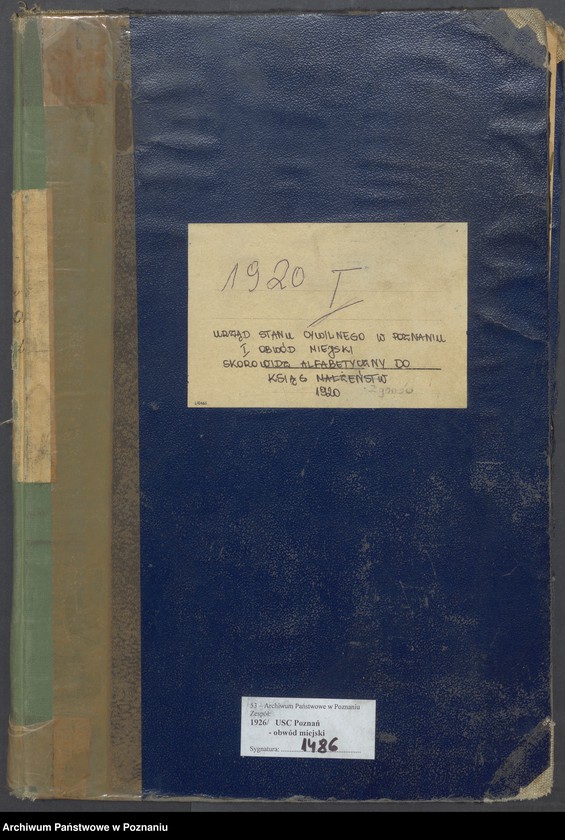 1920 I
URZĄD STANU CYWILNEGO W POZNANIU
I OBWÓD MIEJSKI
SKOROWIDZ ALFABETYCZNY DO
KSIĄG MAŁŻEŃSTW
1920 zgonów
53 - Archiwum Państwowe w Poznaniu
Zespół:
1926/ USC Poznań
- obwód miejski
Sygnatura: 1486
Archiwum Państwowe w Poznaniu